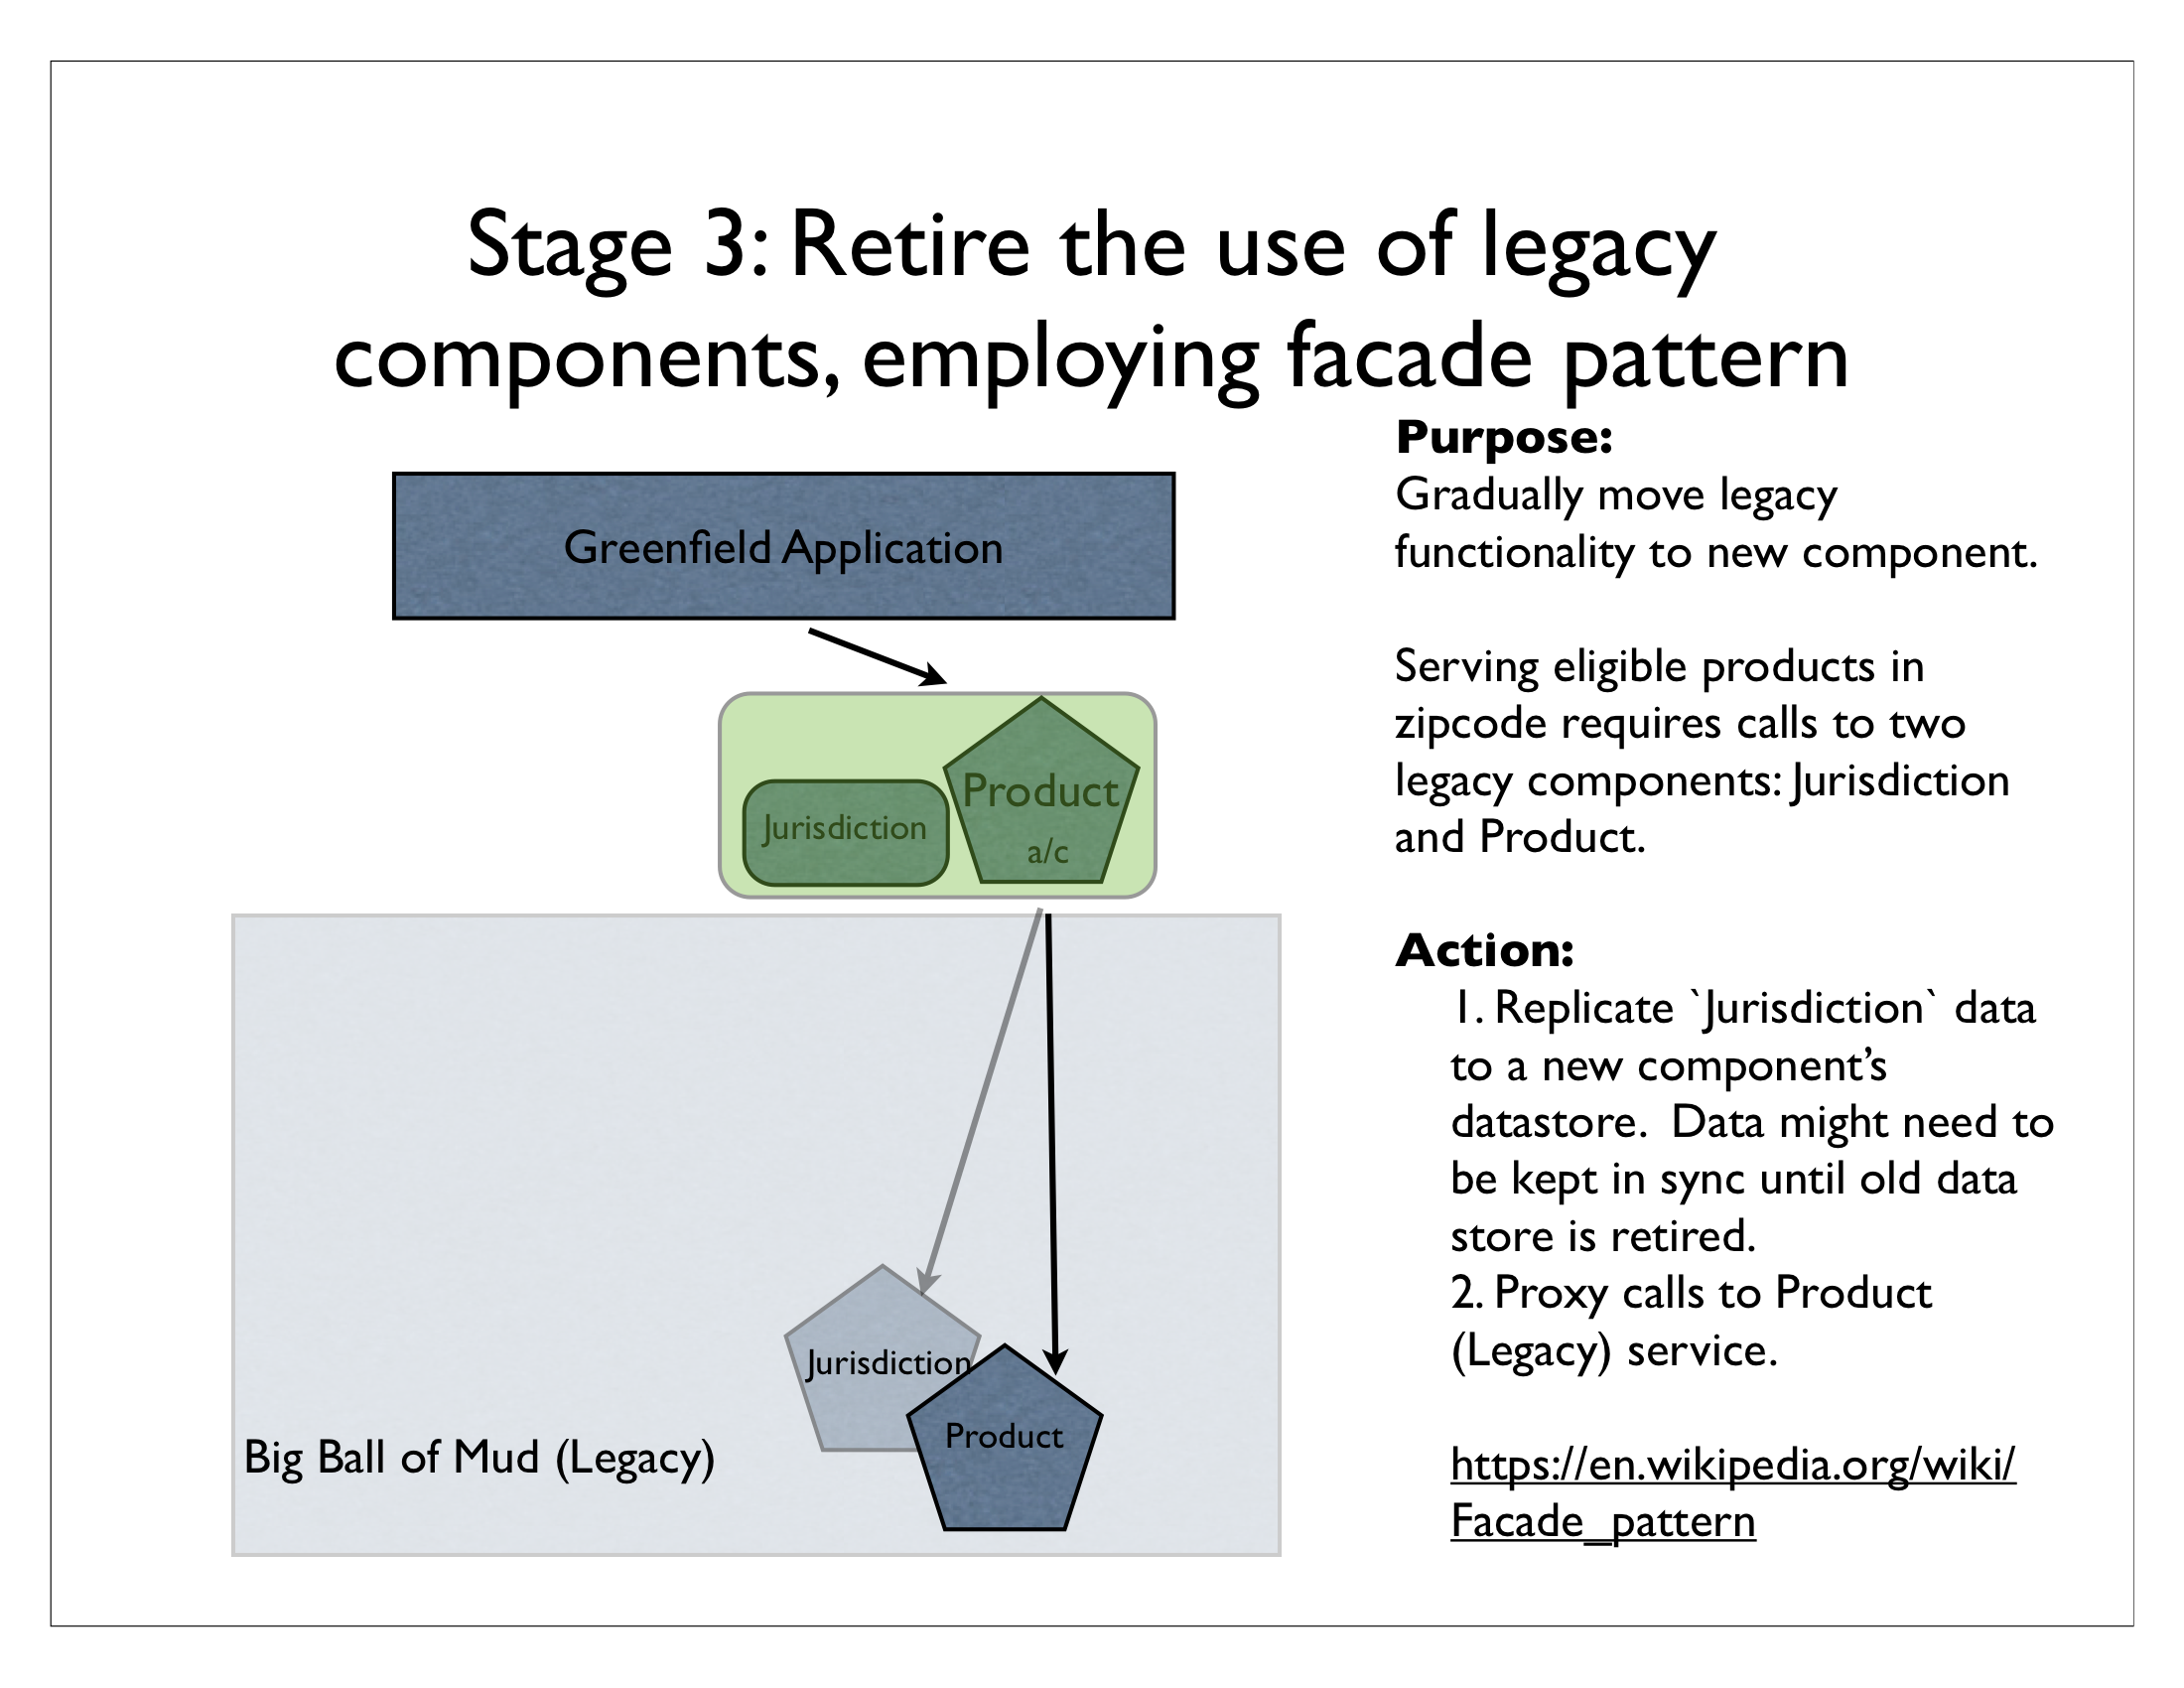 Stage 3: Retire the use of legacy
components, employing facade pattern
Greenfield Application
Jurisdiction
Product
a/c
Jurisdiction
Product
Big Ball of Mud (Legacy)
Purpose:
Gradually move legacy
functionality to new component.
Serving eligible products in
zipcode requires calls to two
legacy components: Jurisdiction
and Product.
Action:
1. Replicate `Jurisdiction` data
to a new component’s
datastore.  Data might need to
be kept in sync until old data
store is retired.
2. Proxy calls to Product
(Legacy) service.
https://en.wikipedia.org/wiki/
Facade_pattern